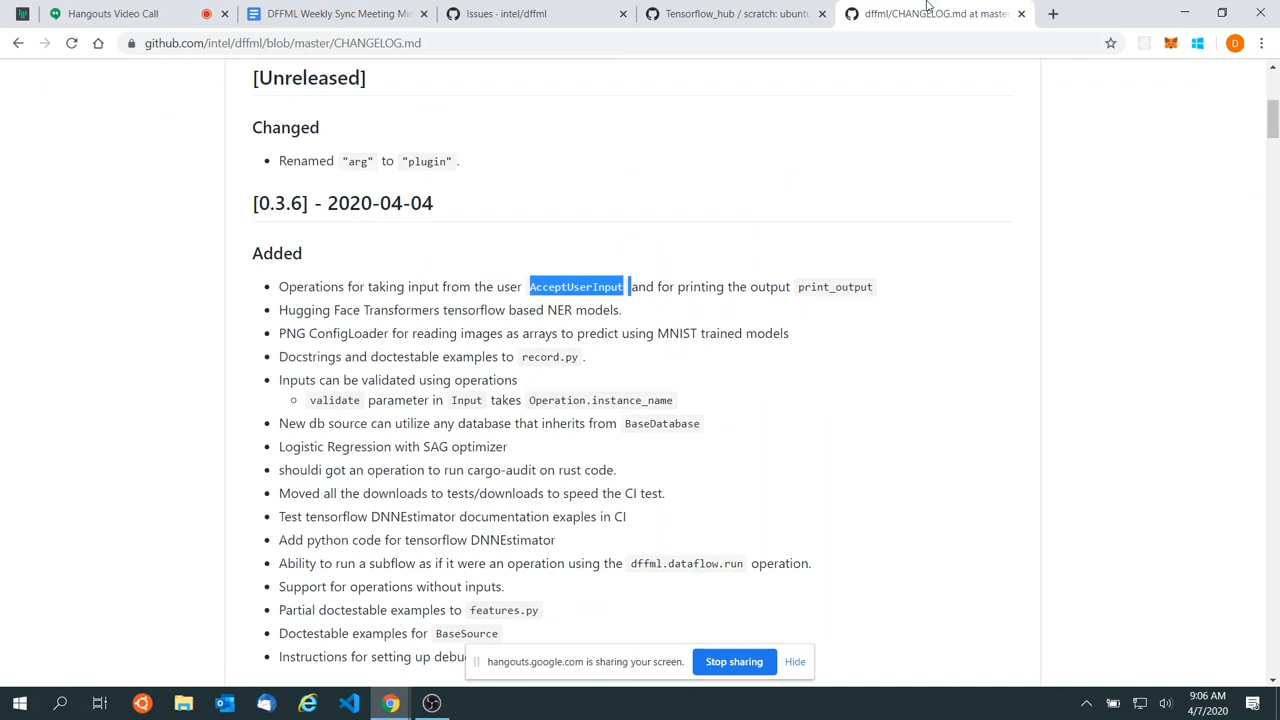 Hangouts Video Call
DFFML Weekly Sync Meeting Min
Issues - intel/dffml
Tensorflow_hub / scratch: ubuntu
dffml/CHANGELOG.md at master
github.com/intel/dffml/blob/master/CHANGELOG.md
D
[Unreleased]
Changed
Renamed "arg" to "plugin".
[0.3.6] - 2020-04-04
Added
Operations for taking input from the user AcceptUserInput and for printing the output print_output
Hugging Face Transformers tensorflow based NER models.
PNG ConfigLoader for reading images as arrays to predict using MNIST trained models
Docstrings and doctestable examples to record.py.
Inputs can be validated using operations
validate parameter in Input takes Operation.instance_name
New db source can utilize any database that inherits from BaseDatabase
Logistic Regression with SAG optimizer
shouldi got an operation to run cargo-audit on rust code.
Moved all the downloads to tests/downloads to speed the CI test.
Test tensorflow DNNEstimator documentation exaples in CI
Add python code for tensorflow DNNEstimator
Ability to run a subflow as if it were an operation using the dffml.dataflow.run operation.
Support for operations without inputs.
Partial doctestable examples to features.py
Doctestable examples for BaseSource
Instructions for setting up debu
hangouts.google.com is sharing your screen. Stop sharing Hide
9:06 AM
4/7/2020